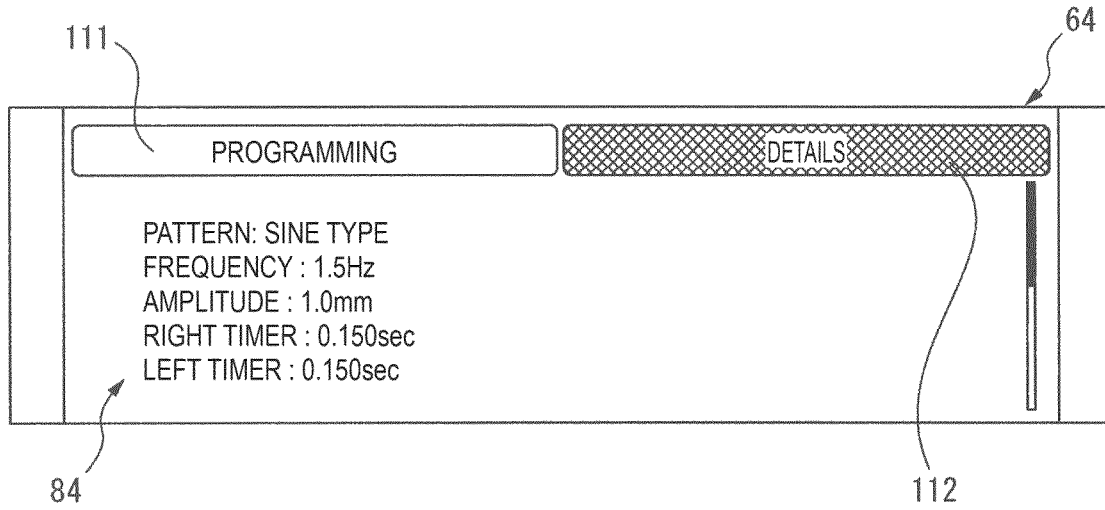 111
64
PROGRAMMING
DETAILS
PATTERN: SINE TYPE
FREQUENCY : 1.5Hz
AMPLITUDE : 1.0mm
RIGHT TIMER : 0.150sec
LEFT TIMER : 0.150sec
84
112